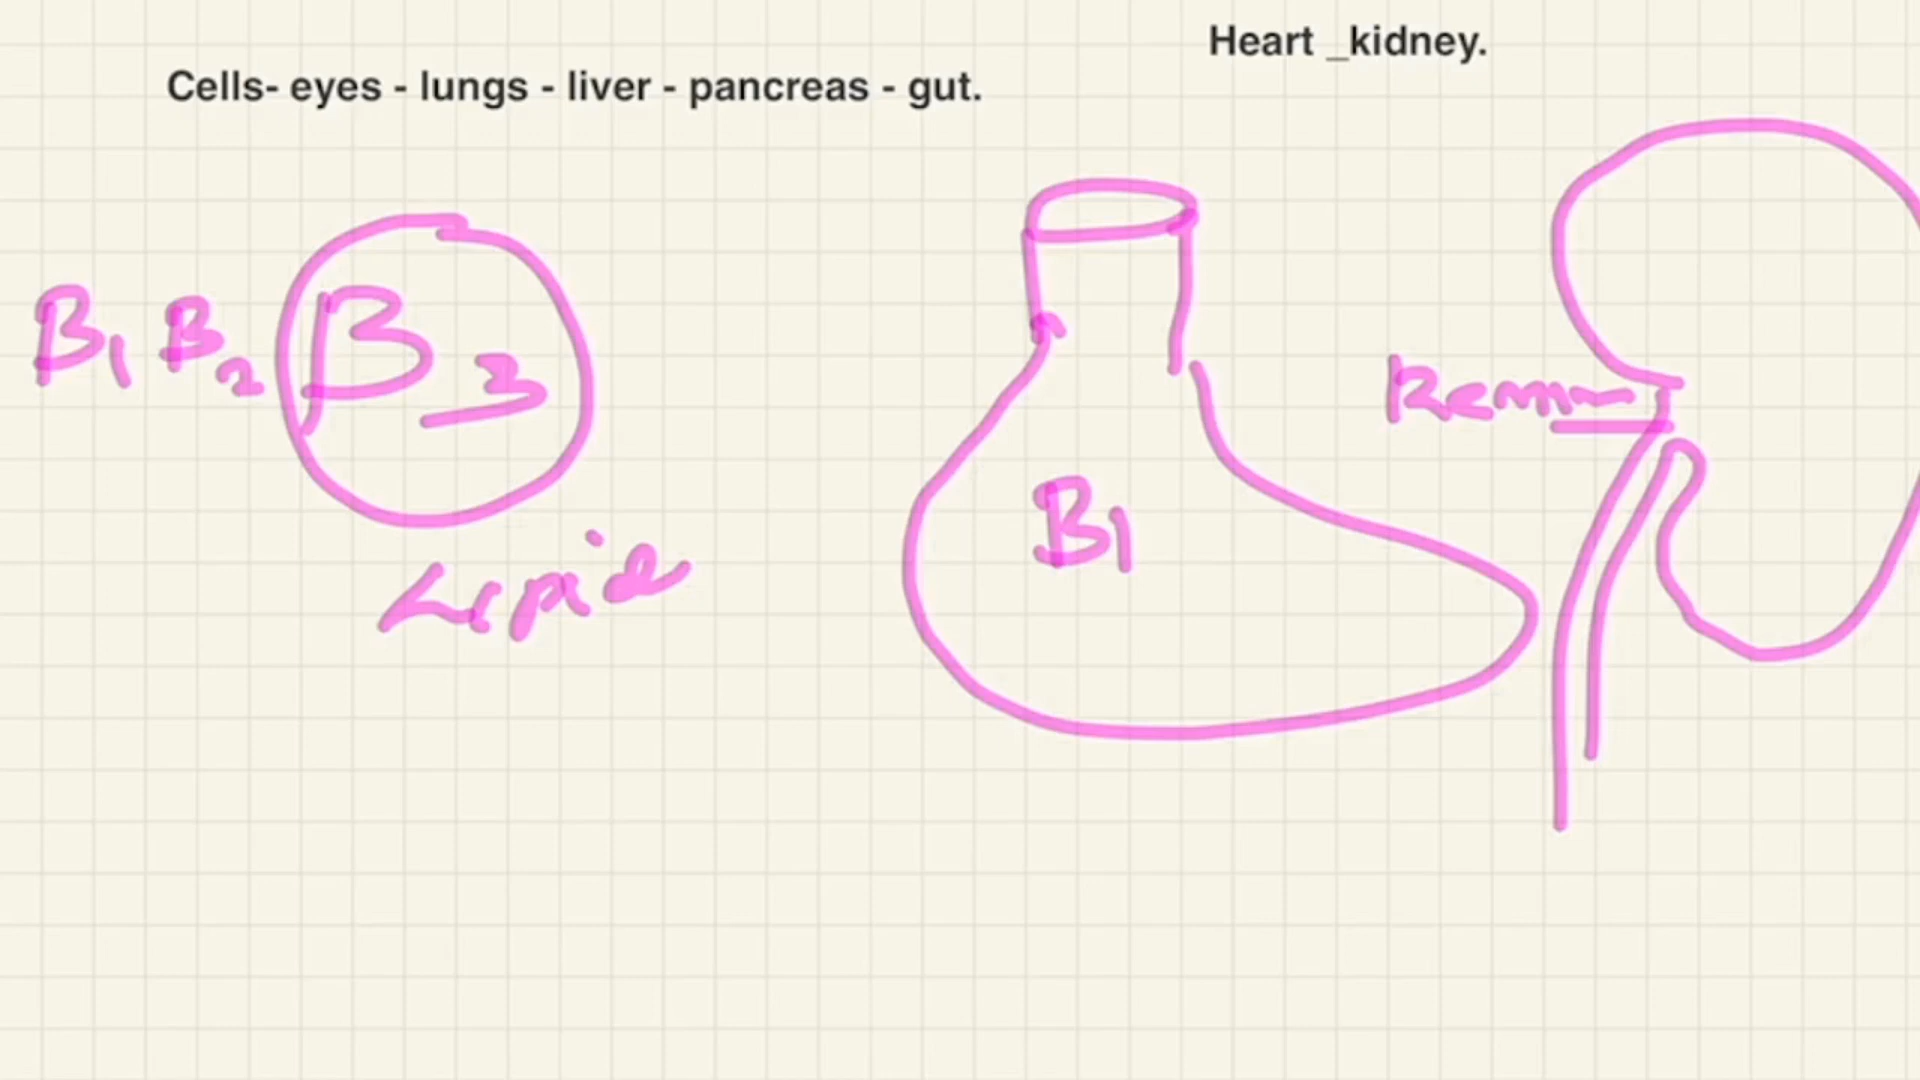 Heart _kidney.
Cells- eyes - lungs - liver - pancreas - gut.
B1 B2 B3
Lipid
B1
Renin